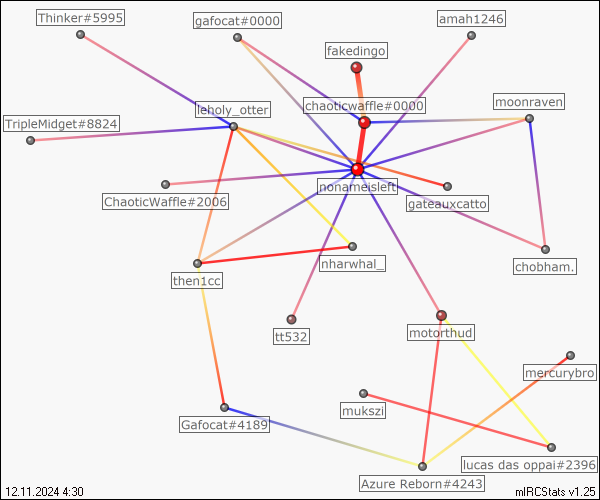 Thinker#5995
gafocat#0000
amah1246
fakedingo
chaoticwaffle#0000
moonraven
leholy_otter
TripleMidget#8824
nonameisleft
gateauxcatto
ChaoticWaffle#2006
nharwhal_
chobham.
then1cc
tt532
motorthud
mercurybro
mukszi
Gafocat#4189
lucas das oppai#2396
Azure Reborn#4243
12.11.2024 4:30
mIRCStats v1.25